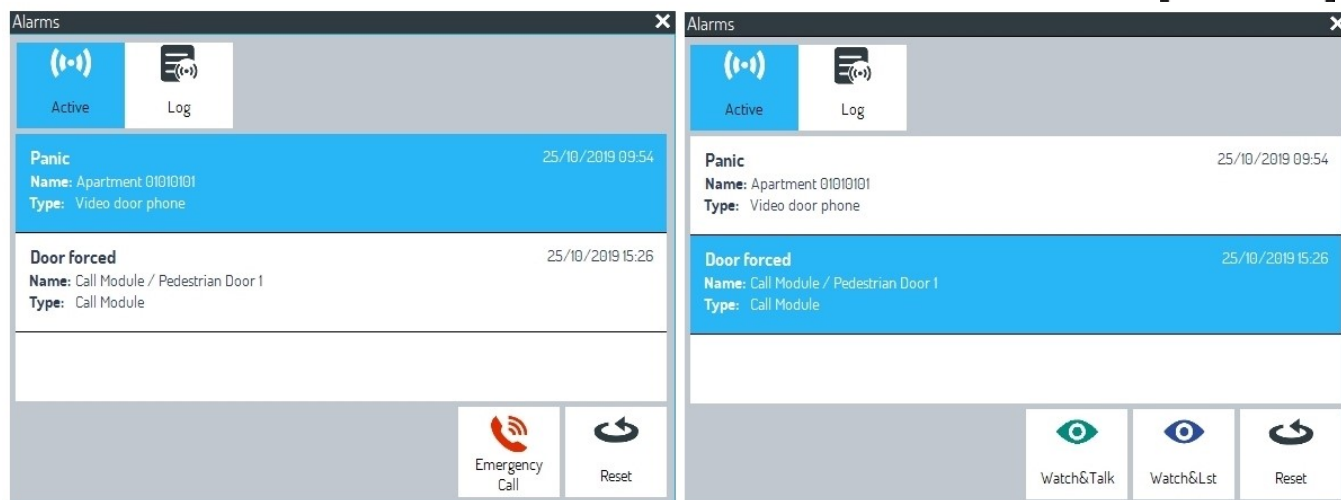 Alarms
Active
Log
Panic
25/10/2019 09:54
Name: Apartment 01010101
Type: Video door phone
Door forced
25/10/2019 15:26
Name: Call Module / Pedestrian Door 1
Type: Call Module
Emergency
Call
Reset
Alarms
Active
Log
Panic
25/10/2019 09:54
Name: Apartment 01010101
Type: Video door phone
Door forced
25/10/2019 15:26
Name: Call Module / Pedestrian Door 1
Type: Call Module
Watch&Talk
Watch&Lst
Reset